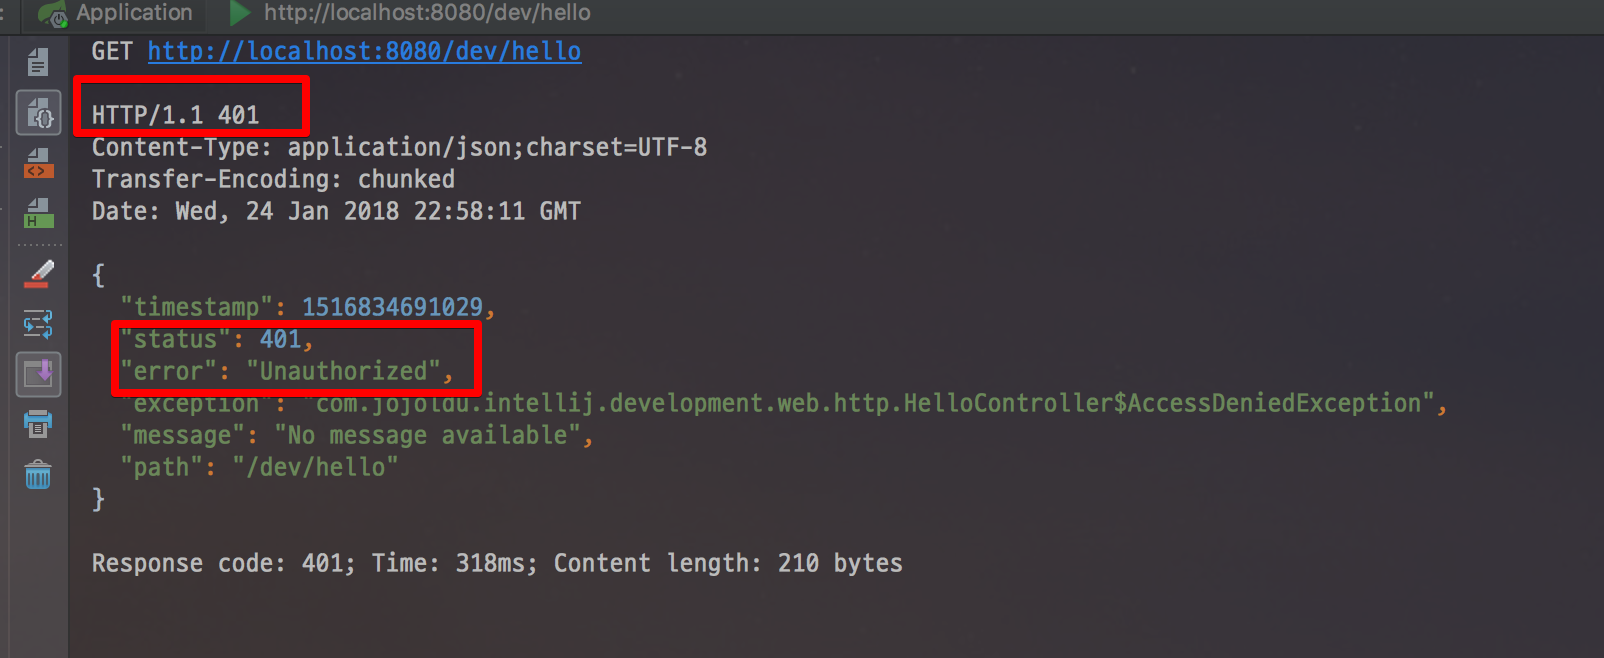 Application http://localhost:8080/dev/hello
GET http://localhost:8080/dev/hello
HTTP/1.1 401
Content-Type: application/json;charset=UTF-8
Transfer-Encoding: chunked
Date: Wed, 24 Jan 2018 22:58:11 GMT
{
"timestamp": 1516834691029,
"status": 401,
"error": "Unauthorized",
"exception": "com.jojoldu.intellij.development.web.http.HelloController$AccessDeniedException",
"message": "No message available",
"path": "/dev/hello"
}
Response code: 401; Time: 318ms; Content length: 210 bytes